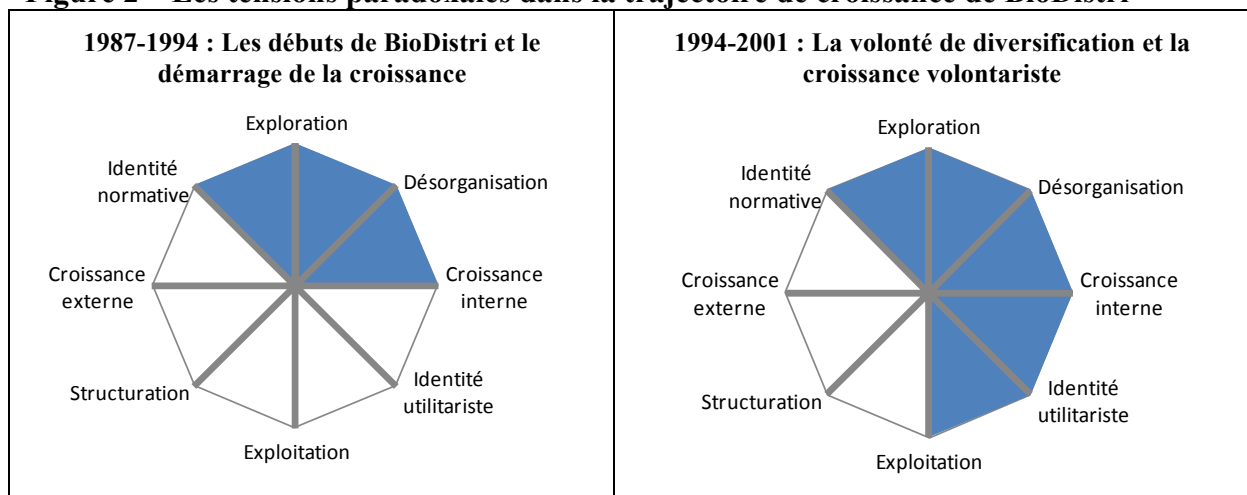 Figure 2 – Les tensions paradoxales dans la trajectoire de croissance de BioDistri
1987-1994 : Les débuts de BioDistri et le
démarrage de la croissance
Exploration
Identité
normative
Désorganisation
Croissance
externe
Croissance
interne
Structuration
Identité
utilitariste
Exploitation
1994-2001 : La volonté de diversification et la
croissance volontariste
Exploration
Identité
normative
Désorganisation
Croissance
externe
Croissance
interne
Structuration
Identité
utilitariste
Exploitation